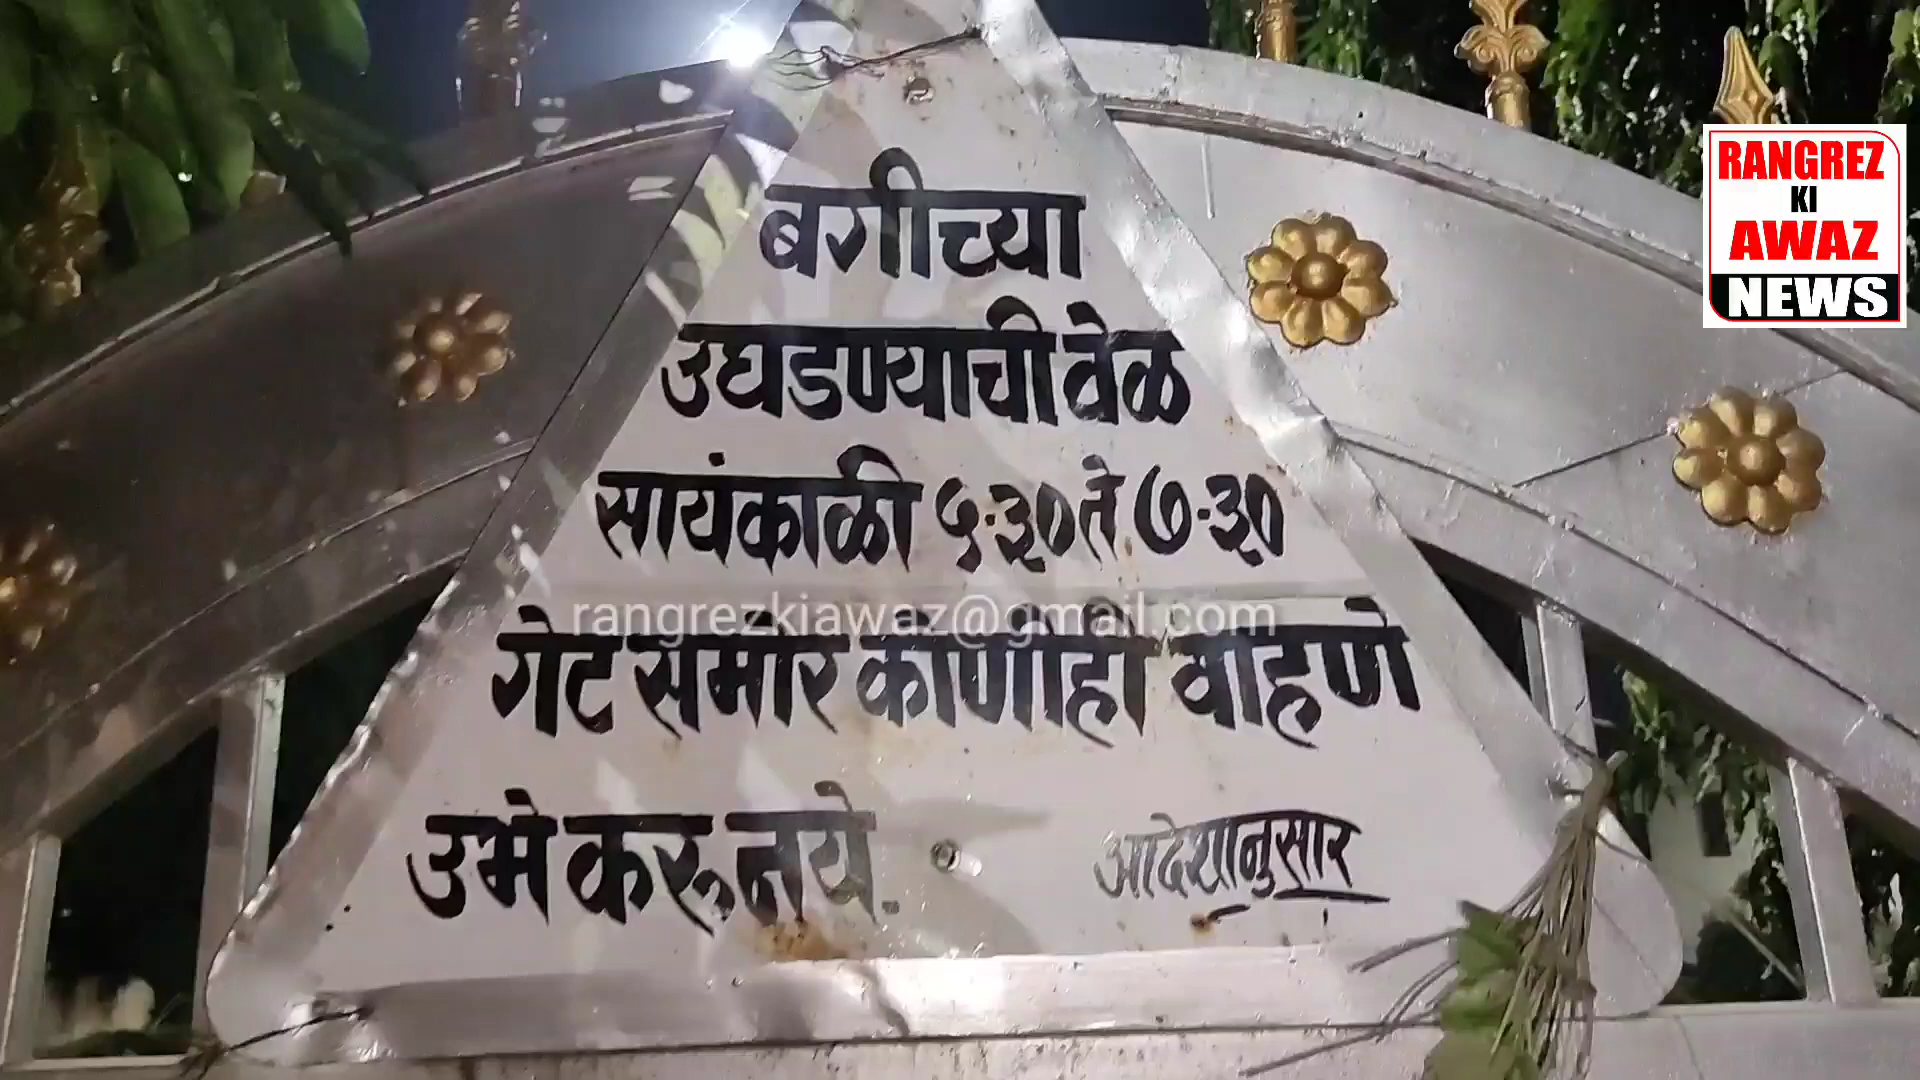 बगीच्या
उघडण्याची वेळ
सायंकाळी ५.३० ते ७.३०
गेट समोर कोणीही वाहणे
उभे करू नये.
आदेशानुसार
rangrezkiawaz@gmail.com
RANGREZ
KI
AWAZ
NEWS